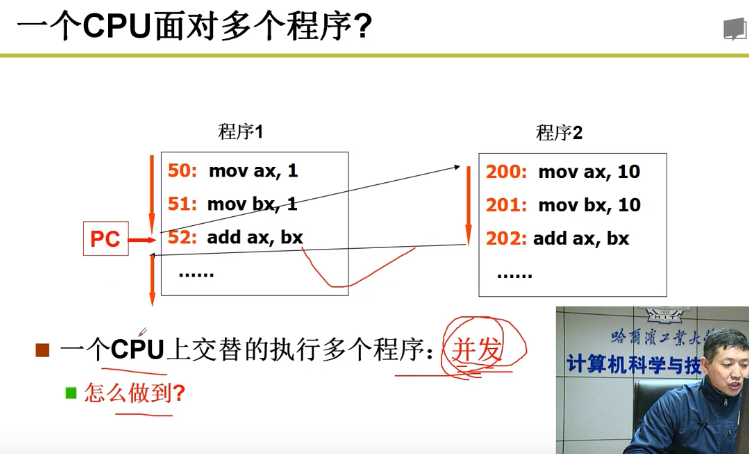 一个CPU面对多个程序?
程序1
程序2
50: mov ax, 1
51: mov bx, 1
52: add ax, bx
......
PC
200: mov ax, 10
201: mov bx, 10
202: add ax, bx
......
一个CPU上交替的执行多个程序：并发
怎么做到?
哈尔滨工业大
计算机科学与技